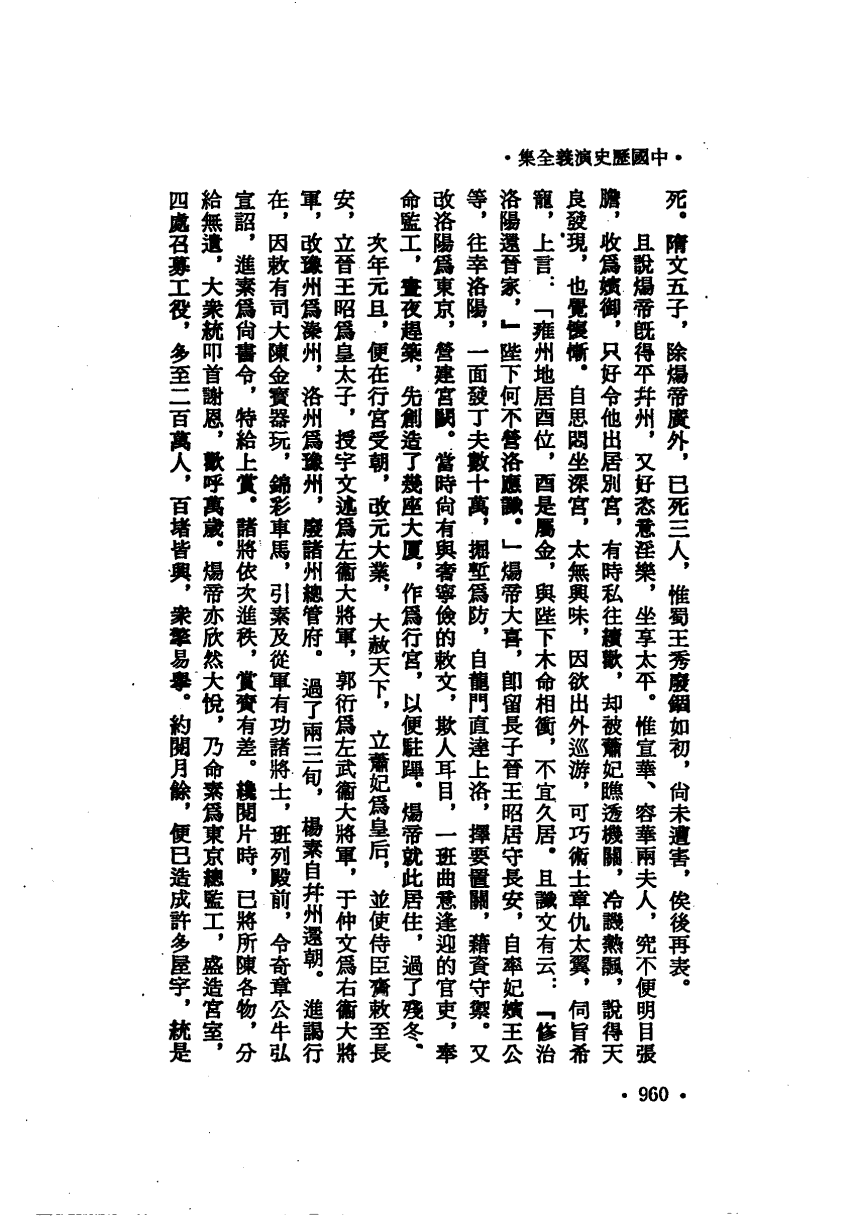 ·中國歷史演義全集·
死。隋文五子，除煬帝廣外，已死三人，惟蜀王秀廢錮如初，尙未遭害，俟後再表。
且說煬帝旣得平幷州，又好恣意淫樂，坐享太平。惟宣華、容華兩夫人，究不便明目張
膽，收爲嬪御，只好令他出居別宮，有時私往續歡，却被蕭妃瞧透機關，冷譏熱諷，說得天
良發現，也覺懷慚。自思悶坐深宮，太無興味，因欲出外巡游，可巧術士章仇太翼，伺旨希
寵，上言：「雍州地居酉位，酉是屬金，與陛下木命相衝，不宜久居。且讖文有云：『修治
洛陽還晉家，』陛下何不營洛應讖。」煬帝大喜，卽留長子晉王昭居守長安，自率妃嬪王公
等，往幸洛陽，一面發丁夫數十萬，掘塹爲防，自龍門直達上洛，擇要置關，藉資守禦。又
改洛陽爲東京，營建宮闕。當時尙有與奢寧儉的敕文，欺人耳目，一班曲意逢迎的官吏，奉
命監工，晝夜趕築，先創造了幾座大厦，作爲行宮，以便駐蹕。煬帝就此居住，過了殘冬。
次年元旦，便在行宮受朝，改元大業，大赦天下，立蕭妃爲皇后，並使侍臣齎敕至長
安，立晉王昭爲皇太子，授宇文述爲左衞大將軍，郭衍爲左武衞大將軍，于仲文爲右衞大將
軍，改豫州爲溱州，洛州爲豫州，廢諸州總管府。過了兩三旬，楊素自幷州還朝。進謁行
在，因敕有司大陳金寶器玩，錦彩車馬，引素及從軍有功諸將士，班列殿前，令奇章公牛弘
宣詔，進素爲尙書令，特給上賞。諸將依次進秩，賞賚有差。纔閱片時，已將所陳各物，分
給無遺，大衆統叩首謝恩，歡呼萬歲。煬帝亦欣然大悅，乃命素爲東京總監工，盛造宮室，
四處召募工役，多至二百萬人，百堵皆興，衆擎易擧。約閱月餘，便已造成許多屋宇，統是
·960·